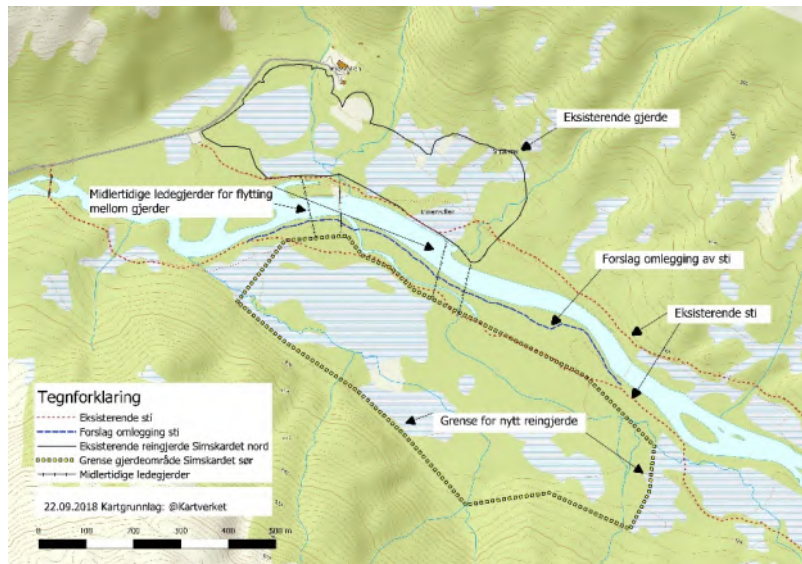 Eksisterende gjerde
Midlertidige ledegjerder for flytting
mellom gjerder
Forslag omlegging av sti
Eksisterende sti
Grense for nytt reingjerde
Tegnforklaring
Eksisterende sti
Forslag omlegging sti
Eksisterende reingjerde Simskardet nord
Grense gjerdeområde Simskardet sør
Midlertidige ledegjerder
22.09.2018 Kartgrunnlag: @Kartverket
0 100 200 300 400 500 m